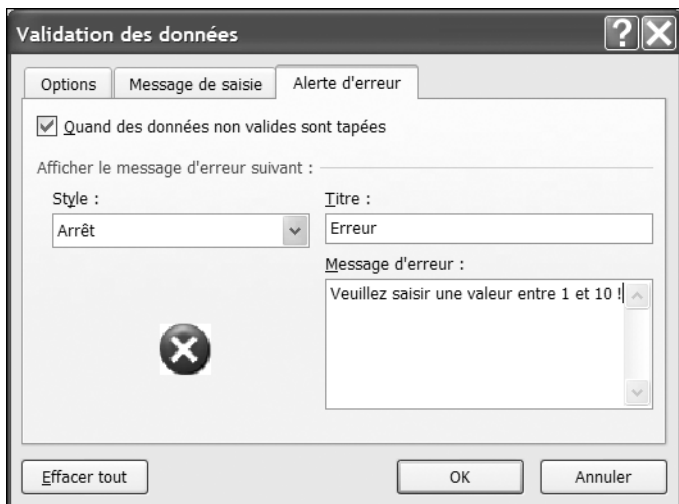 Validation des données
Options Message de saisie Alerte d'erreur
Quand des données non valides sont tapées
Afficher le message d'erreur suivant :
Style : Titre :
Arrêt Erreur
Message d'erreur :
Veuillez saisir une valeur entre 1 et 10 !
Effacer tout OK Annuler